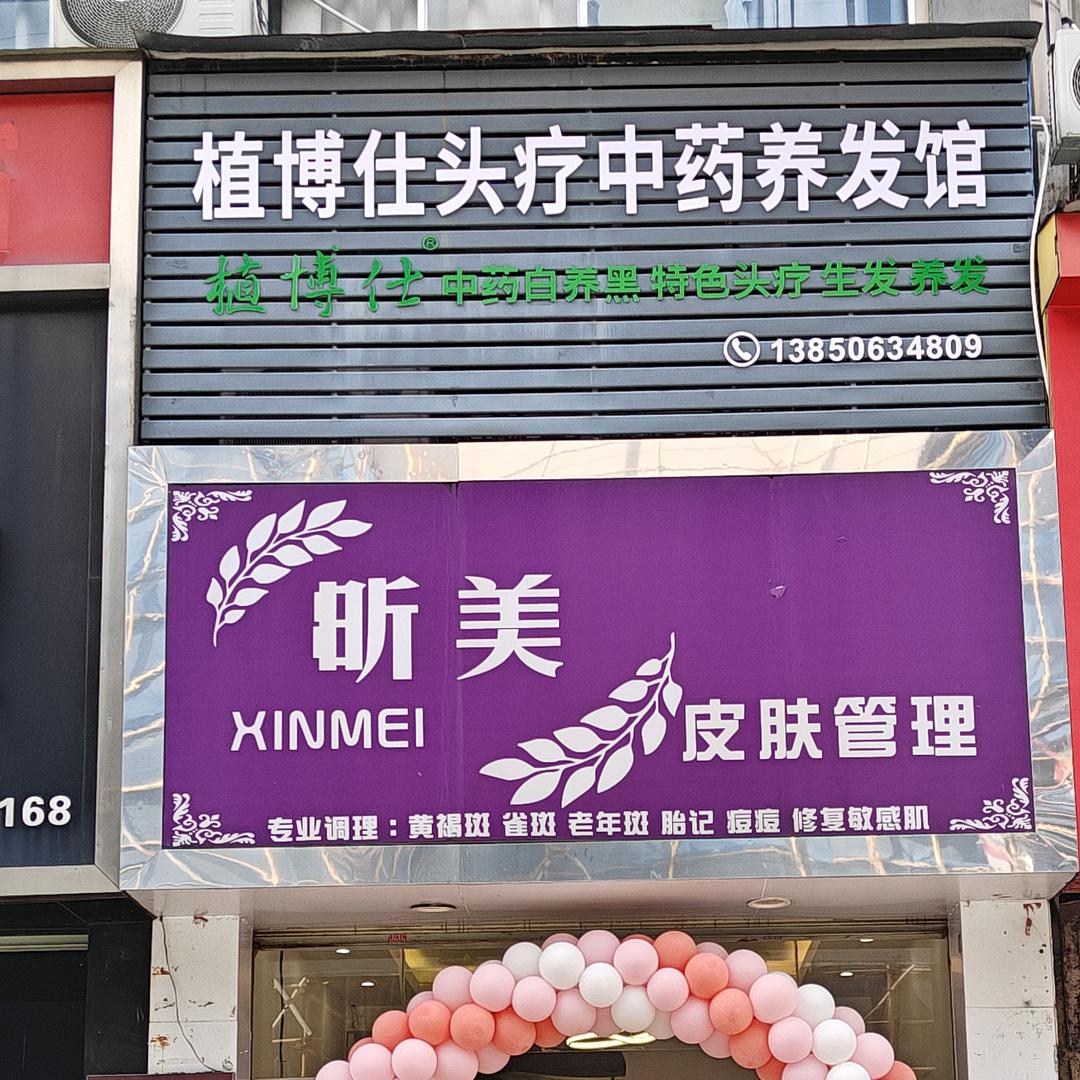 植博仕头疗中药养发馆
植博仕® 中药白养黑 特色头疗 生发 养发
13850634809
昕美
XINMEI
皮肤管理
专业调理：黄褐斑 雀斑 老年斑 胎记 痘痘 修复敏感肌
168